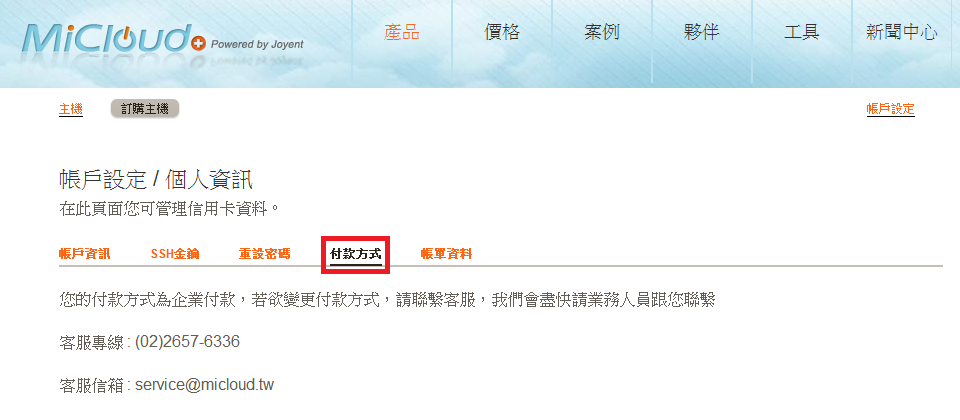 MiCloud Powered by Joyent 產品 價格 案例 夥伴 工具 新聞中心
主機 訂購主機 帳戶設定
帳戶設定 / 個人資訊
在此頁面您可管理信用卡資料。
帳戶資訊 SSH金鑰 重設密碼 付款方式 帳單資料
您的付款方式為企業付款，若欲變更付款方式，請聯繫客服，我們會盡快請業務人員跟您聯繫
客服專線 : (02)2657-6336
客服信箱 : service@micloud.tw